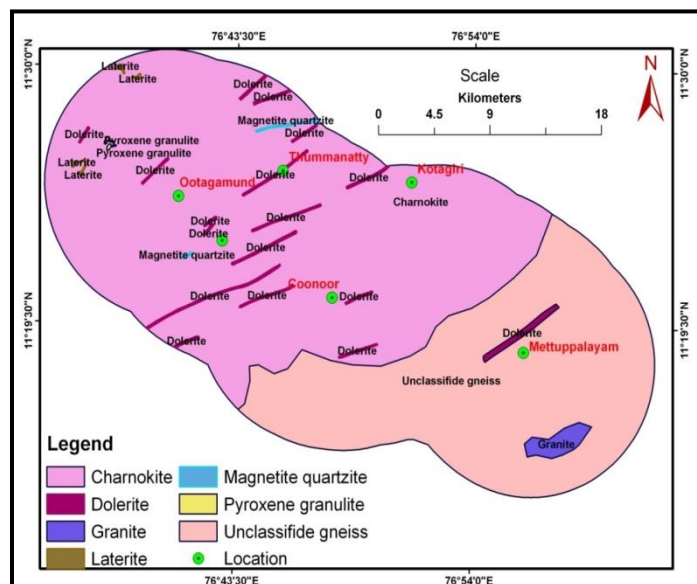 76°43'30"E 76°54'0"E
11°30'0"N
11°30'0"N
N
Scale
Kilometers
0 4.5 9 18
Laterite
Laterite
Dolerite
Dolerite
Magnetite quartzite
Dolerite
Dolerite
Pyroxene granulite
Pyroxene granulite
Laterite
Laterite
Dolerite
Thummanatty
Dolerite
Ootagamund
Kotagiri
Dolerite
Charnokite
Dolerite
Dolerite
Dolerite
Dolerite
Magnetite quartzite
Dolerite
Dolerite
Coonoor
Dolerite
Dolerite
Dolerite
11°19'30"N
11°19'30"N
Dolerite
Mettuppalayam
Unclassifide gneiss
Granite
Legend
Charnokite
Dolerite
Granite
Laterite
Magnetite quartzite
Pyroxene granulite
Unclassifide gneiss
Location
76°43'30"E 76°54'0"E